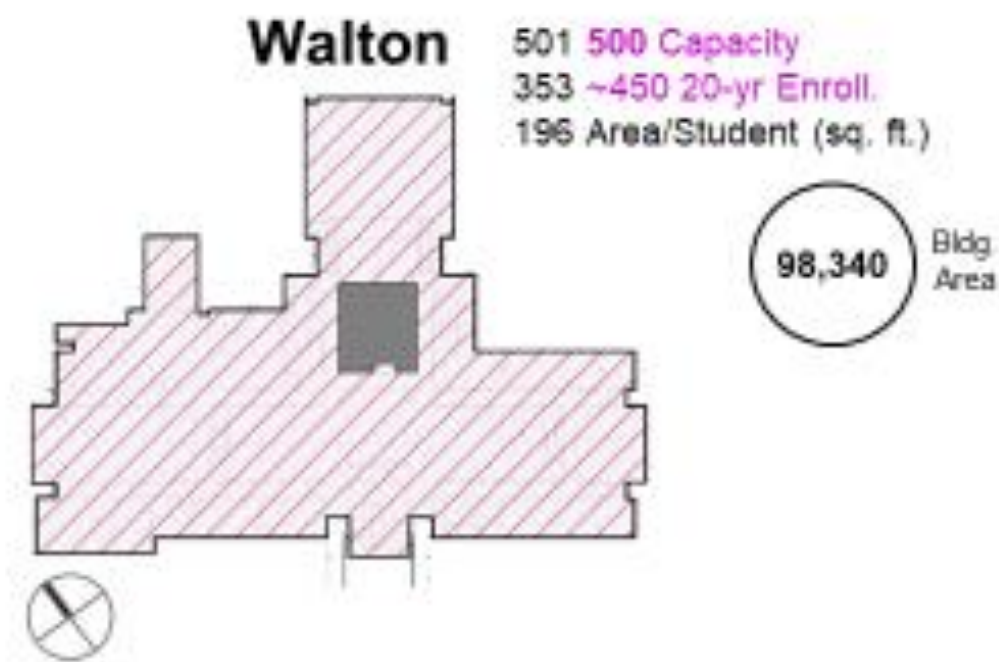 Walton
501 500 Capacity
353 ~450 20-yr Enroll.
196 Area/Student (sq. ft.)
98,340
Bldg.
Area